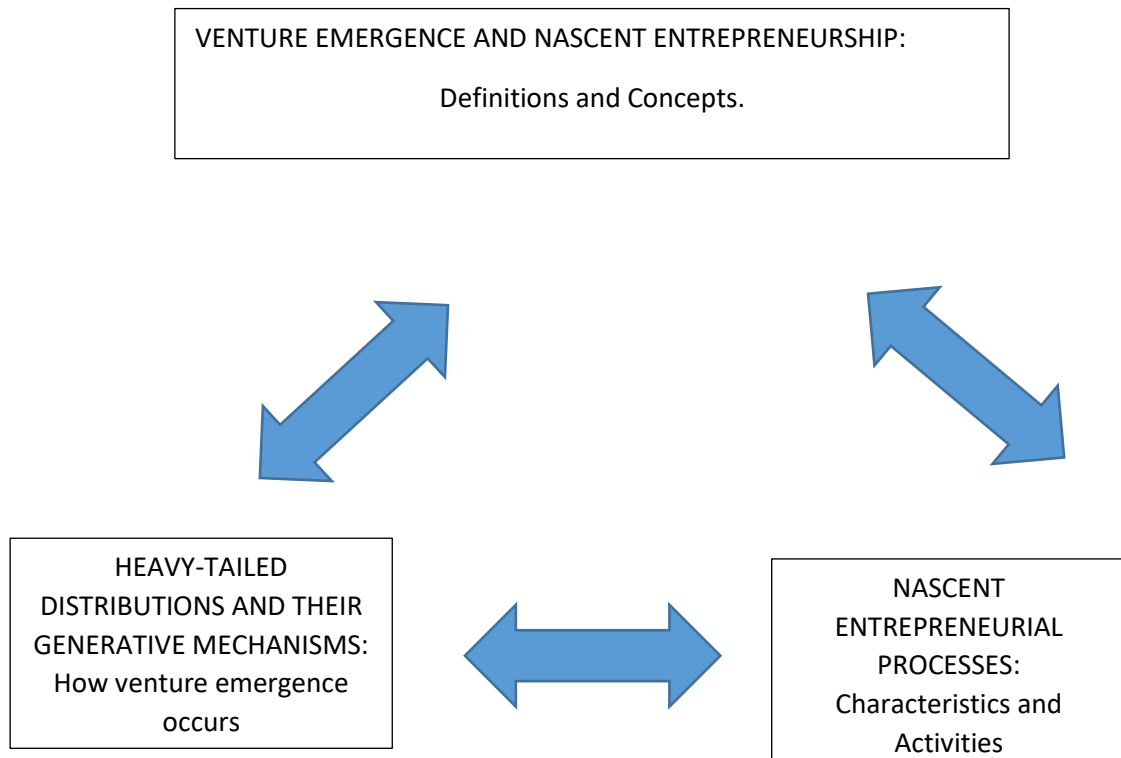 VENTURE EMERGENCE AND NASCENT ENTREPRENEURSHIP:
Definitions and Concepts.
HEAVY-TAILED
DISTRIBUTIONS AND THEIR
GENERATIVE MECHANISMS:
How venture emergence
occurs
NASCENT
ENTREPRENEURIAL
PROCESSES:
Characteristics and
Activities